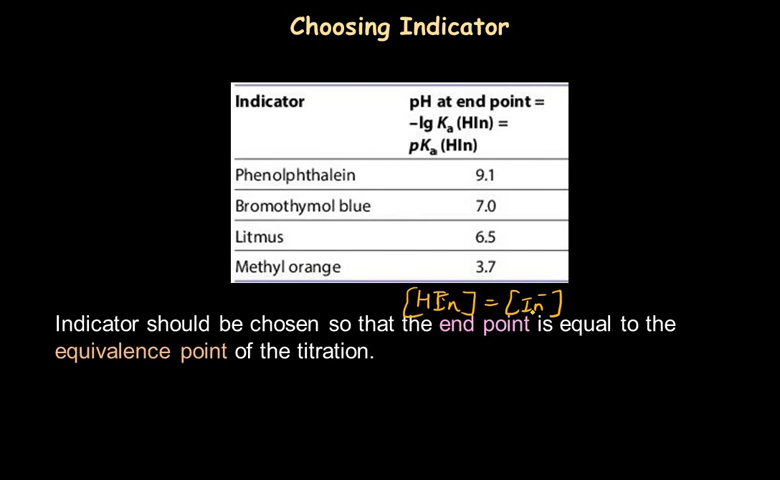 Choosing Indicator
Indicator pH at end point =
–lg Kₐ (HIn) =
pKₐ (HIn)
Phenolphthalein 9.1
Bromothymol blue 7.0
Litmus 6.5
Methyl orange 3.7
[HIn] = [In⁻]
Indicator should be chosen so that the end point is equal to the
equivalence point of the titration.